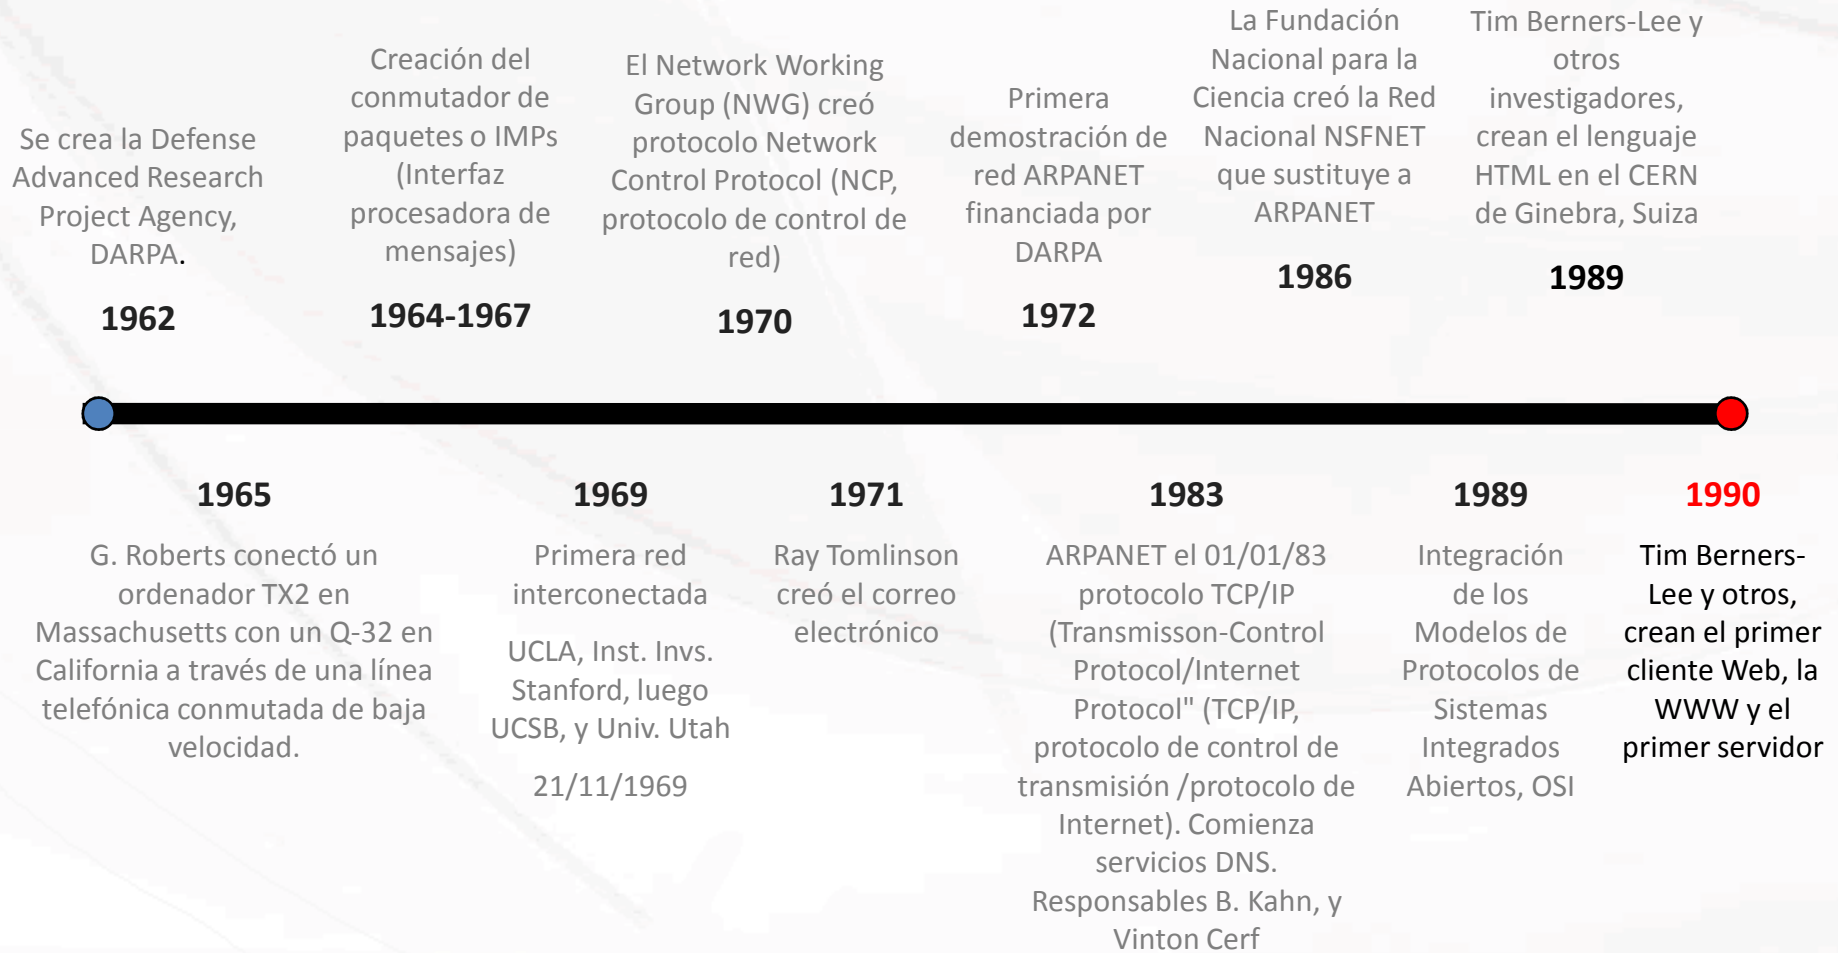 Se crea la Defense
Advanced Research
Project Agency,
DARPA.
1962
Creación del
conmutador de
paquetes o IMPs
(Interfaz
procesadora de
mensajes)
1964-1967
El Network Working
Group (NWG) creó
protocolo Network
Control Protocol (NCP,
protocolo de control de
red)
1970
Primera
demostración de
red ARPANET
financiada por
DARPA
1972
La Fundación
Nacional para la
Ciencia creó la Red
Nacional NSFNET
que sustituye a
ARPANET
1986
Tim Berners-Lee y
otros
investigadores,
crean el lenguaje
HTML en el CERN
de Ginebra, Suiza
1989
1965
G. Roberts conectó un
ordenador TX2 en
Massachusetts con un Q-32 en
California a través de una línea
telefónica conmutada de baja
velocidad.
1969
Primera red
interconectada
UCLA, Inst. Invs.
Stanford, luego
UCSB, y Univ. Utah
21/11/1969
1971
Ray Tomlinson
creó el correo
electrónico
1983
ARPANET el 01/01/83
protocolo TCP/IP
(Transmisson-Control
Protocol/Internet
Protocol" (TCP/IP,
protocolo de control de
transmisión /protocolo de
Internet). Comienza
servicios DNS.
Responsables B. Kahn, y
Vinton Cerf
1989
Integración
de los
Modelos de
Protocolos de
Sistemas
Integrados
Abiertos, OSI
1990
Tim Berners-
Lee y otros,
crean el primer
cliente Web, la
WWW y el
primer servidor